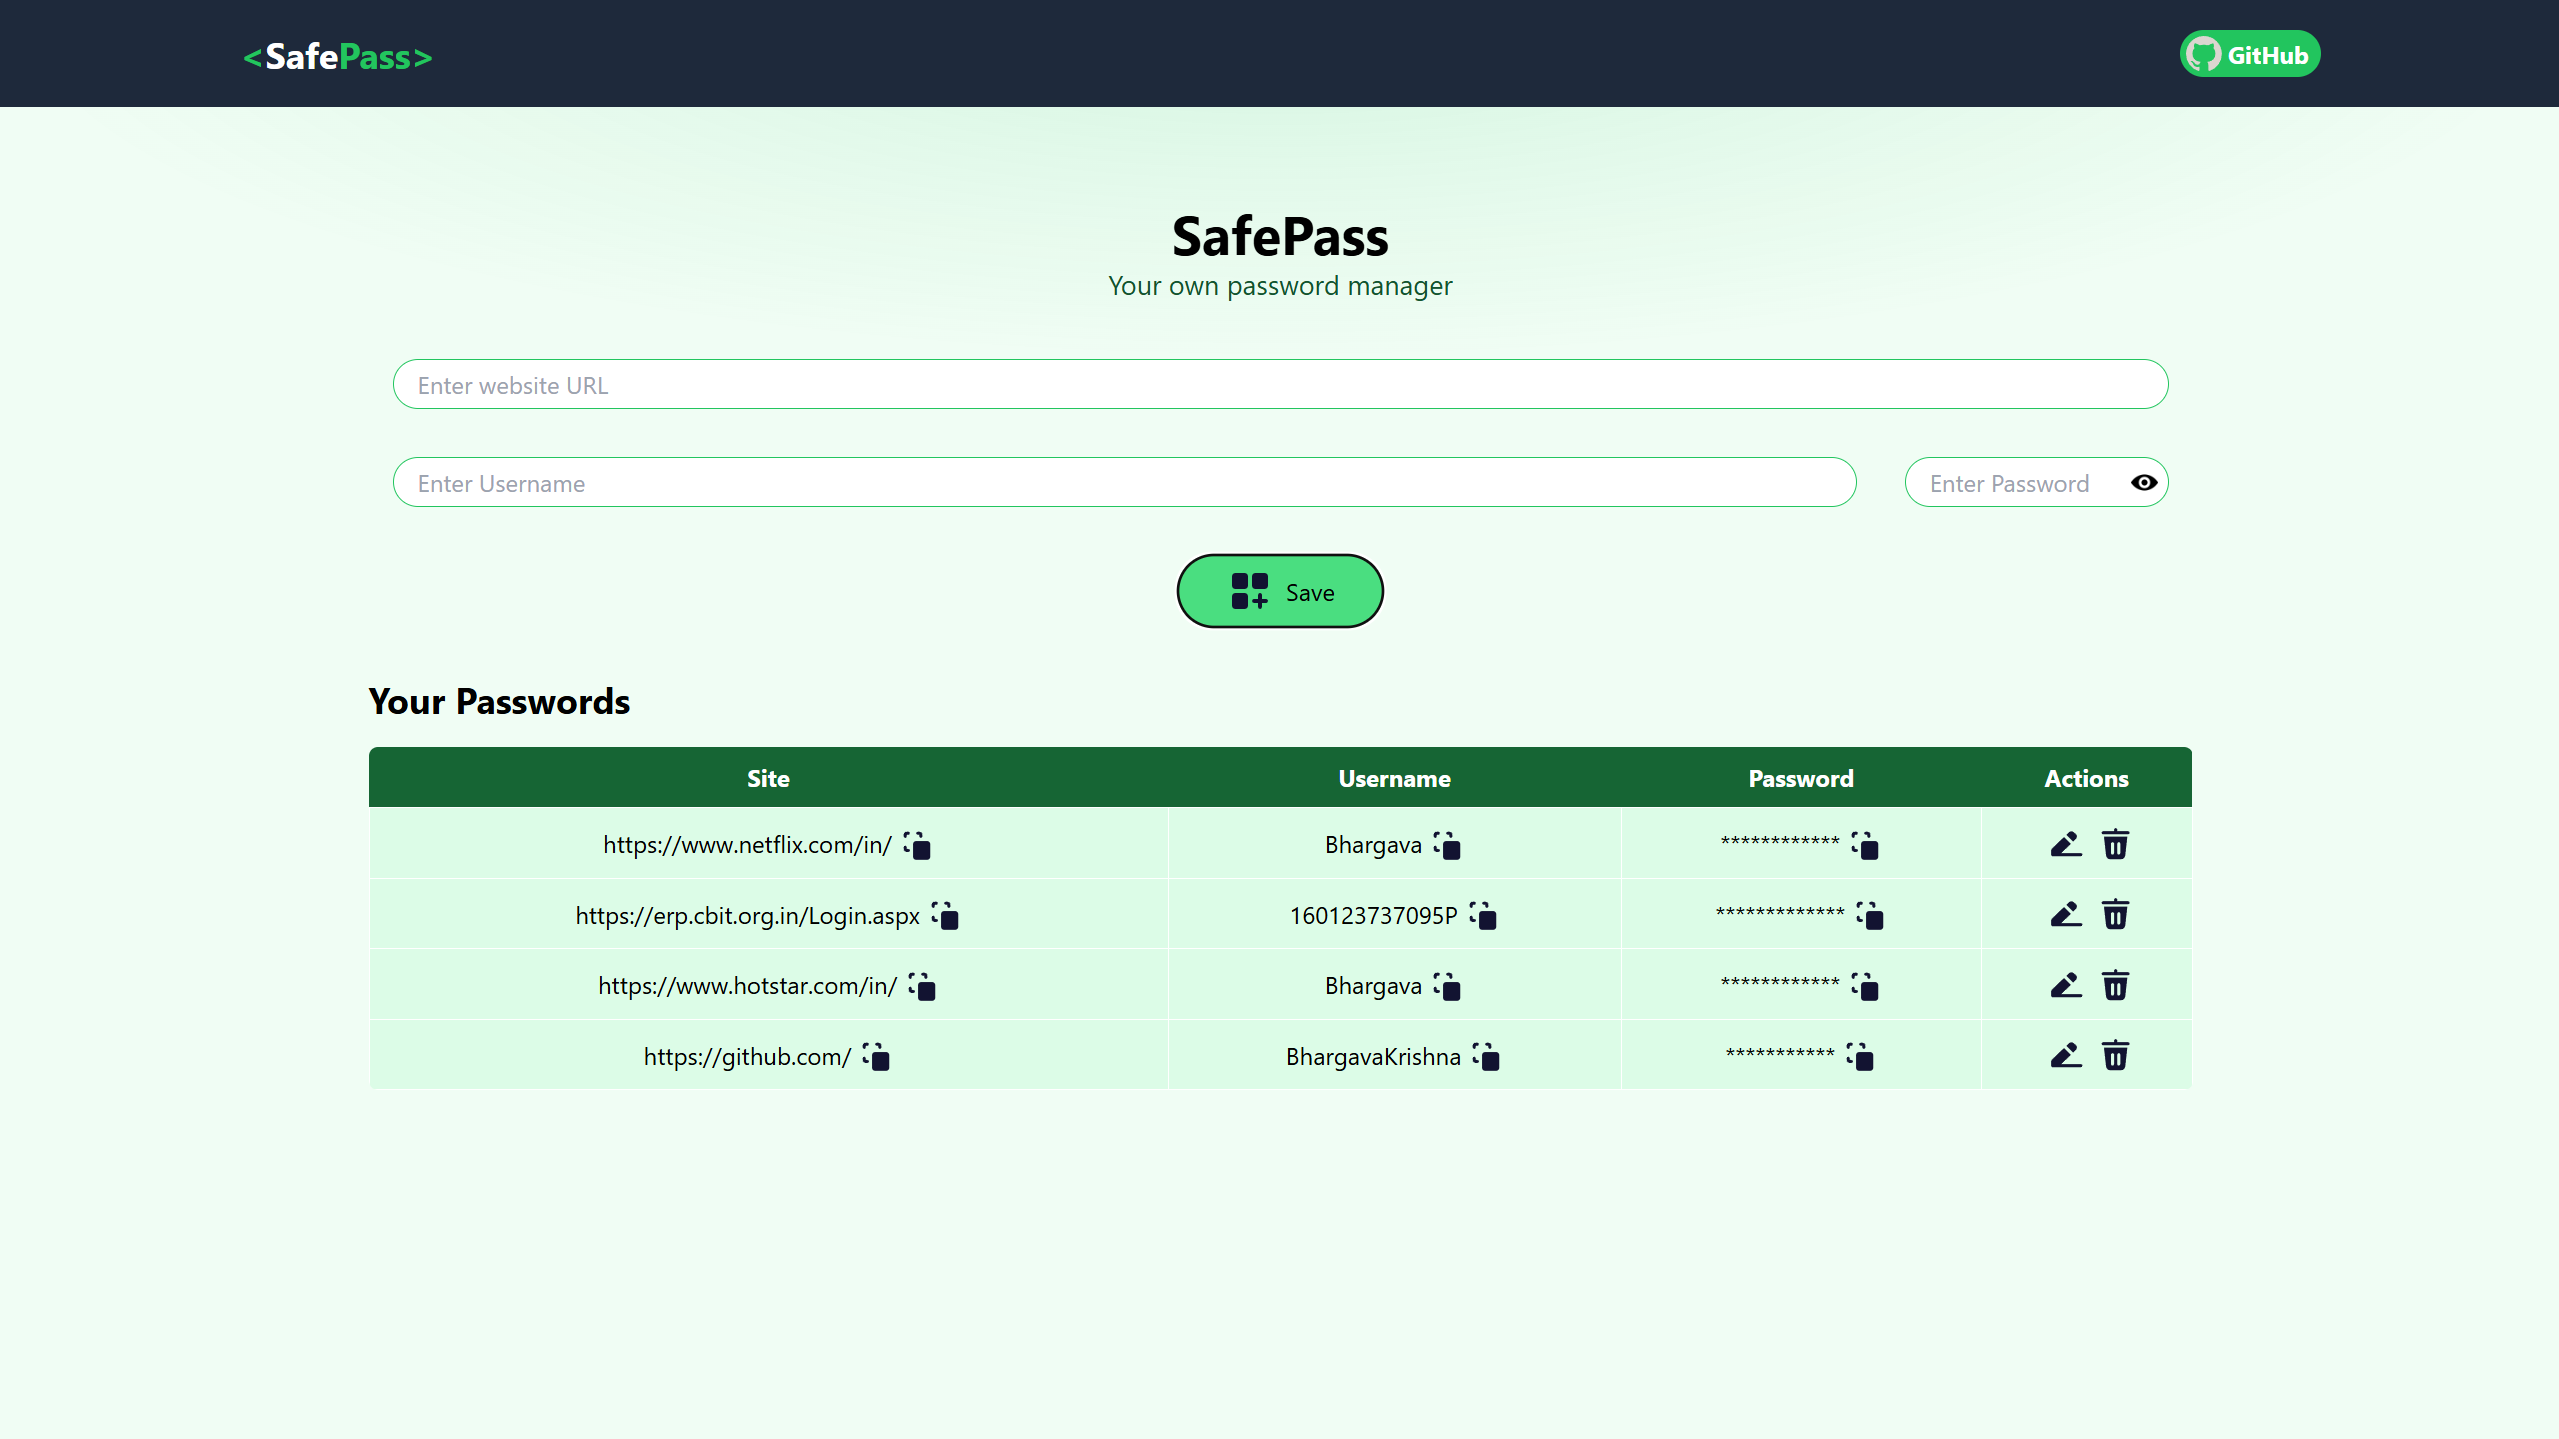 <SafePass>
GitHub
SafePass
Your own password manager
Enter website URL
Enter Username
Enter Password
Save
Your Passwords
Site Username Password Actions
https://www.netflix.com/in/ Bhargava ************
https://erp.cbit.org.in/Login.aspx 160123737095P *************
https://www.hotstar.com/in/ Bhargava ************
https://github.com/ BhargavaKrishna ***********